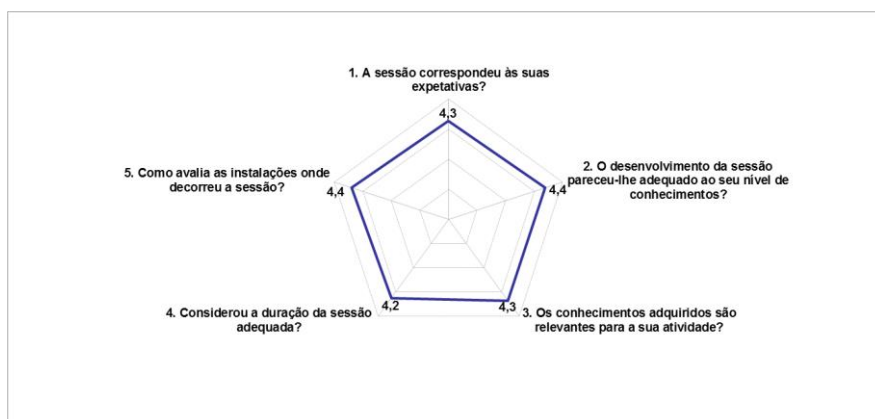 1. A sessão correspondeu às suas
expetativas?
4,3
2. O desenvolvimento da sessão
pareceu-lhe adequado ao seu nível de
conhecimentos?
4,4
3. Os conhecimentos adquiridos são
relevantes para a sua atividade?
4,3
4. Considerou a duração da sessão
adequada?
4,2
5. Como avalia as instalações onde
decorreu a sessão?
4,4